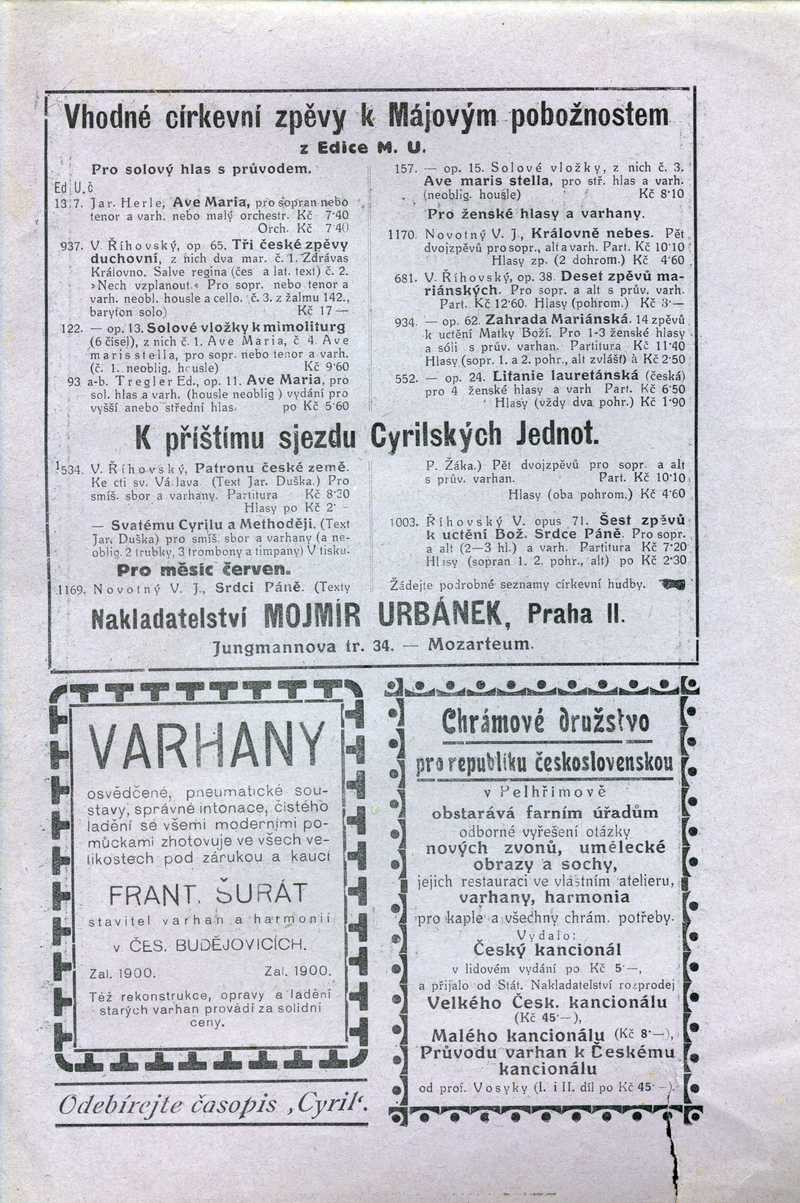 Vhodné církevní zpěvy k Májovým pobožnostem
z Edice M. U.
Pro solový hlas s průvodem.
Ed U. č
13 7. Jar. Herle, Ave Maria, pro sopran nebo
tenor a varh. nebo malý orchestr. Kč 7·40
Orch. Kč 7 40
937. V Říhovský, op 65. Tři české zpěvy
duchovní, z nich dva mar. č. 1. Zdrávas
Královno. Salve regina (čes a lat. text) č. 2.
»Nech vzplanout.« Pro sopr. nebo tenor a
varh. neobl. housle a cello. č. 3. z žalmu 142.,
baryton solo) Kč 17 —
122. — op. 13. Solové vložky k mimoliturg
(6 čísel), z nich č. 1. Ave Maria, č 4. Ave
maris stella, pro sopr. nebo tenor a varh.
(č. 1. neoblig. housle) Kč 9·60
93 a-b. Tregler Ed., op. 11. Ave Maria, pro
sol. hlas a varh. (housle neoblig ) vydání pro
vyšší anebo střední hlas. po Kč 5·60
157. — op. 15. Solové vložky, z nich č. 3.
Ave maris stella, pro stř. hlas a varh.
(neoblig. housle) Kč 8·10
Pro ženské hlasy a varhany.
1170. Novotný V. J., Královně nebes. Pět
dvojzpěvů pro sopr., alt a varh. Part. Kč 10·10
Hlasy zp. (2 dohrom.) Kč 4·60
681. V. Říhovský, op. 38. Deset zpěvů ma-
riánských. Pro sopr. a alt s prův. varh.
Part. Kč 12·60. Hlasy (pohrom.) Kč 3·—
934. — op. 62. Zahrada Mariánská. 14 zpěvů
k uctění Matky Boží. Pro 1-3 ženské hlasy
a sóli s prův. varhan. Partitura Kč 11·40
Hlasy (sopr. 1. a 2. pohr., alt zvlášť) à Kč 2·50
552. — op. 24. Litanie lauretánská (česká)
pro 4 ženské hlasy a varh Part. Kč 6·50
Hlasy (vždy dva pohr.) Kč 1·90
K příštímu sjezdu Cyrilských Jednot.
1534. V. Říhovský, Patronu české země.
Ke cti sv. Václava (Text Jar. Duška.) Pro
smíš. sbor a varhany. Partitura Kč 8·20
Hlasy po Kč 2 -
— Svatému Cyrilu a Methoději. (Text
Jar. Duška) pro smíš. sbor a varhany (a ne-
oblig. 2 trubky, 3 trombony a timpany) V tisku.
Pro měsíc červen.
1169. Novotný V. J., Srdci Páně. (Texty
P. Žáka.) Pět dvojzpěvů pro sopr. a alt
s prův. varhan. Part. Kč 10·10
Hlasy (oba pohrom.) Kč 4·60
1003. Říhovský V. opus 71. Šest zpěvů
k uctění Bož. Srdce Páně. Pro sopr.
a alt (2—3 hl.) a varh. Partitura Kč 7·20
Hlasy (sopran 1. 2. pohr., alt) po Kč 2·30
Žádejte podrobné seznamy církevní hudby.
Nakladatelství MOJMÍR URBÁNEK, Praha II.
Jungmannova tr. 34. — Mozarteum.
VARHANY
osvědčené, pneumatické sou-
stavy, správné intonace, čistého
ladění se všemi moderními po-
můckami zhotovuje ve všech ve-
likostech pod zárukou a kaucí
FRANT. ŠURÁT
stavitel varhan a harmonií
v ČES. BUDĚJOVICÍCH.
Zal. 1900. Zal. 1900.
Též rekonstrukce, opravy a ladění
starých varhan provádí za solidní
ceny.
Odebírejte časopis ‚Cyril‘.
Chrámové družstvo
pro republiku československou
v Pelhřimově
obstarává farním úřadům
odborné vyřešení otázky
nových zvonů, umělecké
obrazy a sochy,
jejich restauraci ve vlastním atelieru,
varhany, harmonia
pro kaple a všechny chrám. potřeby.
Vydalo:
Český kancionál
v lidovém vydání po Kč 5·—,
a přijalo od Stát. Nakladatelství rozprodej
Velkého Česk. kancionálu
(Kč 45·—),
Malého kancionálu (Kč 8·—),
Průvodu varhan k Českému
kancionálu
od prof. Vosyky (I. i II. díl po Kč 45·—).